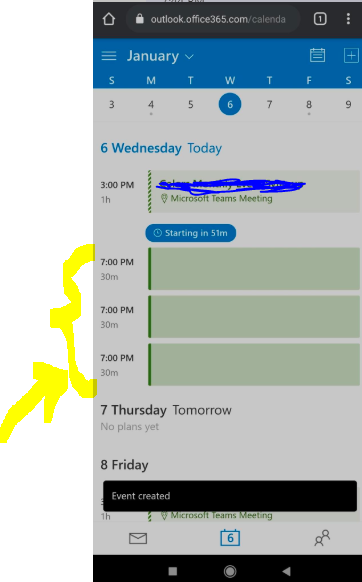 outlook.office365.com/calenda
1
January
S M T W T F S
3 4 5 6 7 8 9
6 Wednesday Today
3:00 PM
1h
Microsoft Teams Meeting
Starting in 51m
7:00 PM
30m
7:00 PM
30m
7:00 PM
30m
7 Thursday Tomorrow
No plans yet
8 Friday
Event created
1h
Microsoft Teams Meeting
6